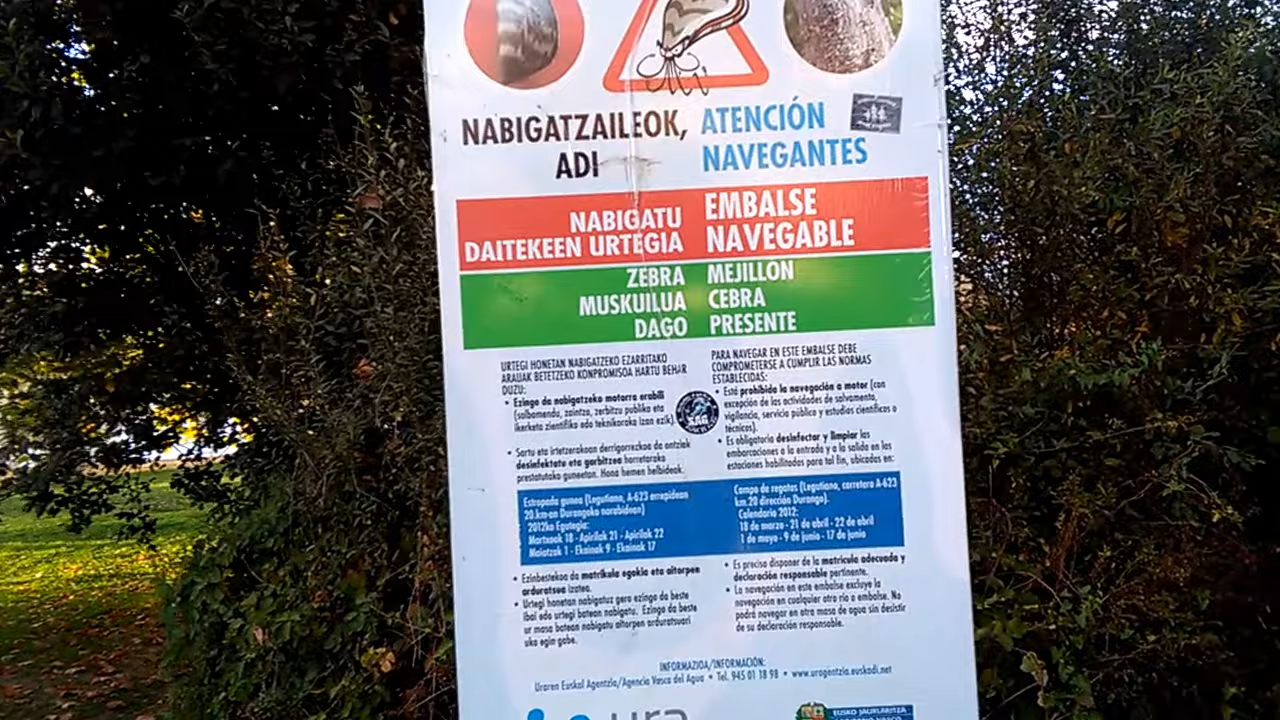 NABIGATZAILEOK,
ADI
ATENCIÓN
NAVEGANTES
NABIGATU
DAITEKEEN URTEGIA
EMBALSE
NAVEGABLE
ZEBRA
MUSKUILUA
DAGO
MEJILLON
CEBRA
PRESENTE
URTEGI HONETAN NABIGATZEKO EZARRITAKO
ARAUAK BETETZEKO KONPROMISOA HARTU BEHAR
DUZU:
• Ezingo da nabigatzeko motorra erabili
(salbamendu, zaintza, zerbitzu publiko eta
ikerketa zientifiko edo teknikorako izan ezik).
• Sartu eta irtetzerakoan derrigorrezkoa da ontziak
desinfektatu eta garbitzea horretarako
prestatutako guneetan. Hona hemen helbideak.
PARA NAVEGAR EN ESTE EMBALSE DEBE
COMPROMETERSE A CUMPLIR LAS NORMAS
ESTABLECIDAS:
• Está prohibida la navegación a motor (con
excepción de las actividades de salvamento,
vigilancia, servicio público y estudios científicos o
técnicos).
• Es obligatorio desinfectar y limpiar las
embarcaciones a la entrada y a la salida en las
estaciones habilitadas para tal fin, ubicadas en:
Estropada gunea (Legutiano, A-623 errepidean
20.km-an Durangoko norabidean)
2012ko Egutegia:
Martxoak 18 - Apirilak 21 - Apirilak 22
Maiatzak 1 - Ekainak 9 - Ekainak 17
Campo de regatas (Legutiano, carretera A-623
km.20 dirección Durango).
Calendario 2012:
18 de marzo - 21 de abril - 22 de abril
1 de mayo - 9 de junio - 17 de junio
• Ezinbestekoa da matrikula egokia eta aitorpen
arduratsua izatea.
• Urtegi honetan nabigatuz gero ezingo da beste
ibai edo urtegi batean nabigatu. Ezingo da beste
ur masa batean nabigatu aitorpen arduratsuari
uko egin gabe.
• Es preciso disponer de la matrícula adecuada y
declaración responsable pertinente.
• La navegación en este embalse excluye la
navegación en cualquier otro río o embalse. No
podrá navegar en otra masa de agua sin desistir
de su declaración responsable.
INFORMAZIOA/INFORMACIÓN:
Uraren Euskal Agentzia/Agencia Vasca del Agua • Tel. 945 01 18 98 • www.uragentzia.euskadi.net
ura
EUSKO JAURLARITZA
GOBIERNO VASCO